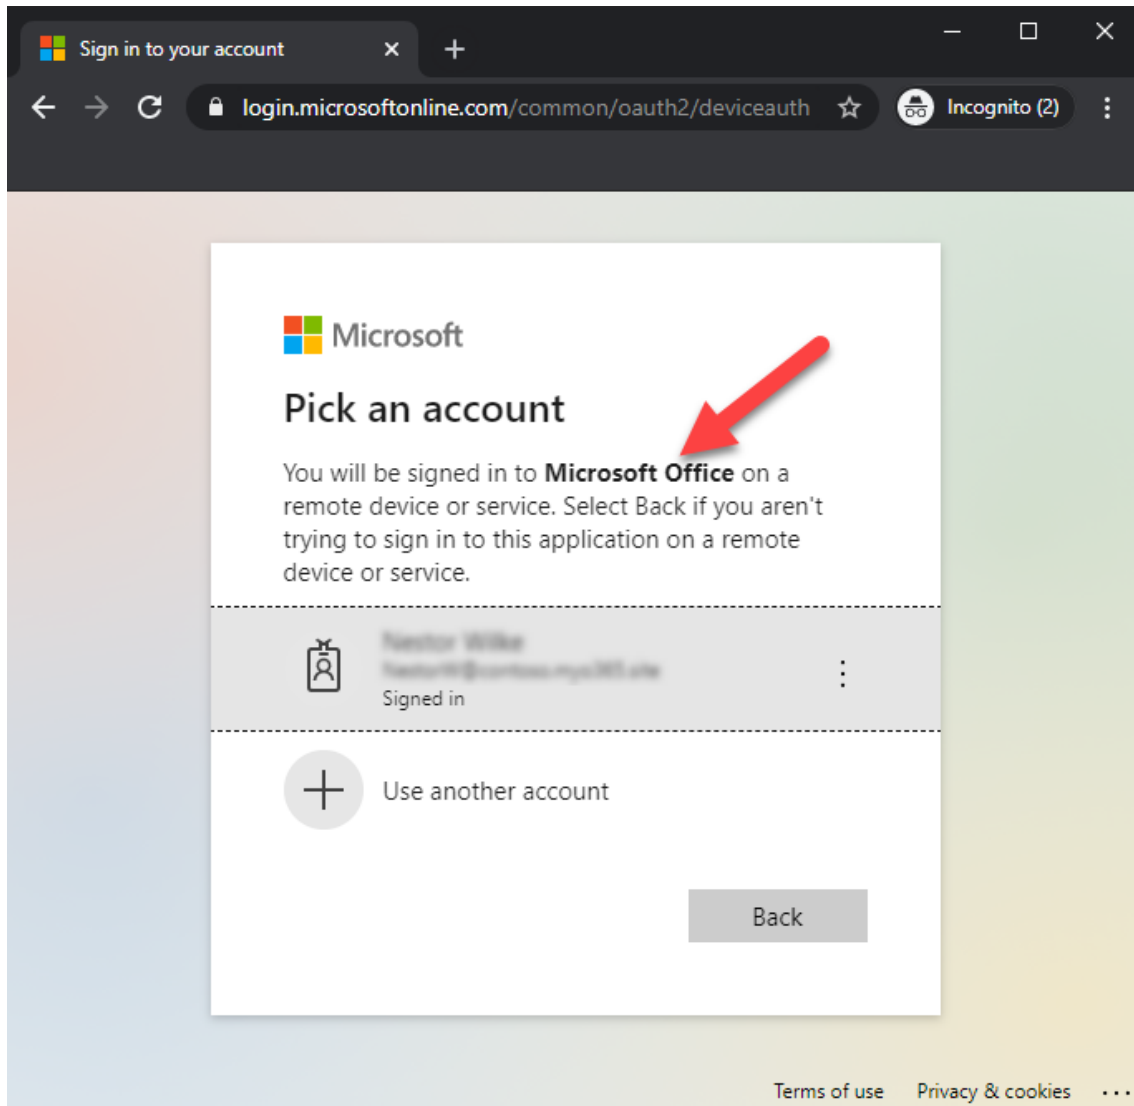 Sign in to your account
login.microsoftonline.com/common/oauth2/deviceauth
Incognito (2)
Microsoft
Pick an account
You will be signed in to Microsoft Office on a
remote device or service. Select Back if you aren't
trying to sign in to this application on a remote
device or service.
Signed in
Use another account
Back
Terms of use
Privacy & cookies